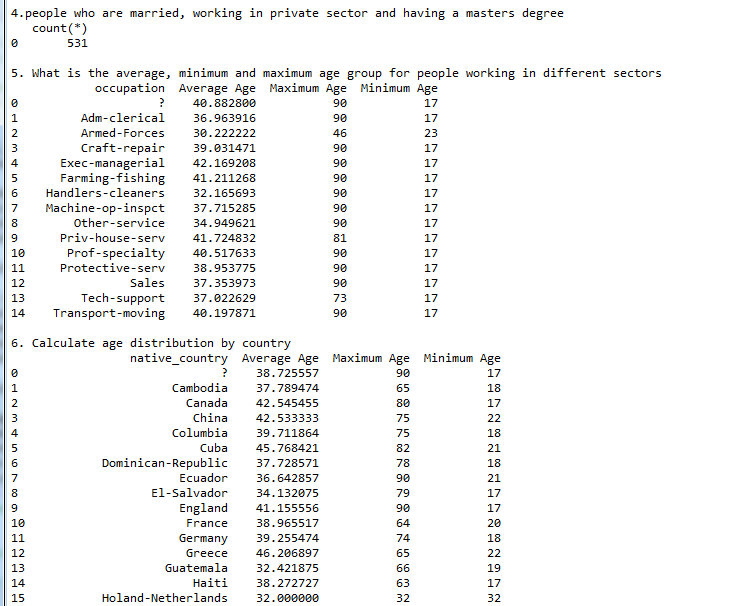 4.people who are married, working in private sector and having a masters degree
count(*)
0 531
5. What is the average, minimum and maximum age group for people working in different sectors
occupation Average Age Maximum Age Minimum Age
0 ? 40.882800 90 17
1 Adm-clerical 36.963916 90 17
2 Armed-Forces 30.222222 46 23
3 Craft-repair 39.031471 90 17
4 Exec-managerial 42.169208 90 17
5 Farming-fishing 41.211268 90 17
6 Handlers-cleaners 32.165693 90 17
7 Machine-op-inspct 37.715285 90 17
8 Other-service 34.949621 90 17
9 Priv-house-serv 41.724832 81 17
10 Prof-specialty 40.517633 90 17
11 Protective-serv 38.953775 90 17
12 Sales 37.353973 90 17
13 Tech-support 37.022629 73 17
14 Transport-moving 40.197871 90 17
6. Calculate age distribution by country
native_country Average Age Maximum Age Minimum Age
0 ? 38.725557 90 17
1 Cambodia 37.789474 65 18
2 Canada 42.545455 80 17
3 China 42.533333 75 22
4 Columbia 39.711864 75 18
5 Cuba 45.768421 82 21
6 Dominican-Republic 37.728571 78 18
7 Ecuador 36.642857 90 21
8 El-Salvador 34.132075 79 17
9 England 41.155556 90 17
10 France 38.965517 64 20
11 Germany 39.255474 74 18
12 Greece 46.206897 65 22
13 Guatemala 32.421875 66 19
14 Haiti 38.272727 63 17
15 Holand-Netherlands 32.000000 32 32